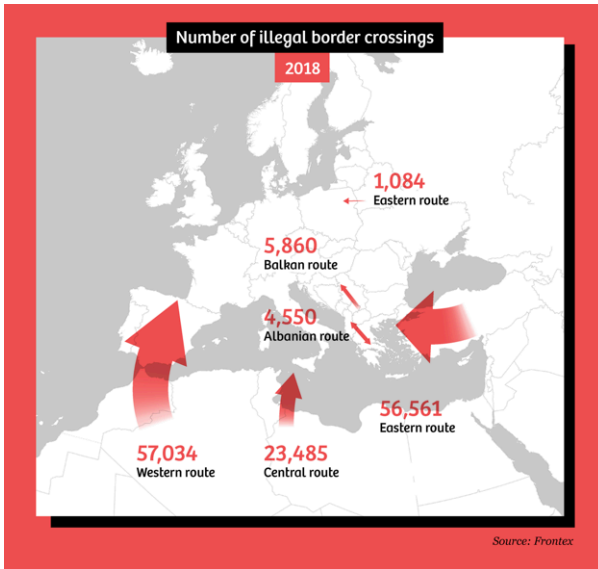 Number of illegal border crossings
2018
1,084
Eastern route
5,860
Balkan route
4,550
Albanian route
56,561
Eastern route
57,034
Western route
23,485
Central route
Source: Frontex